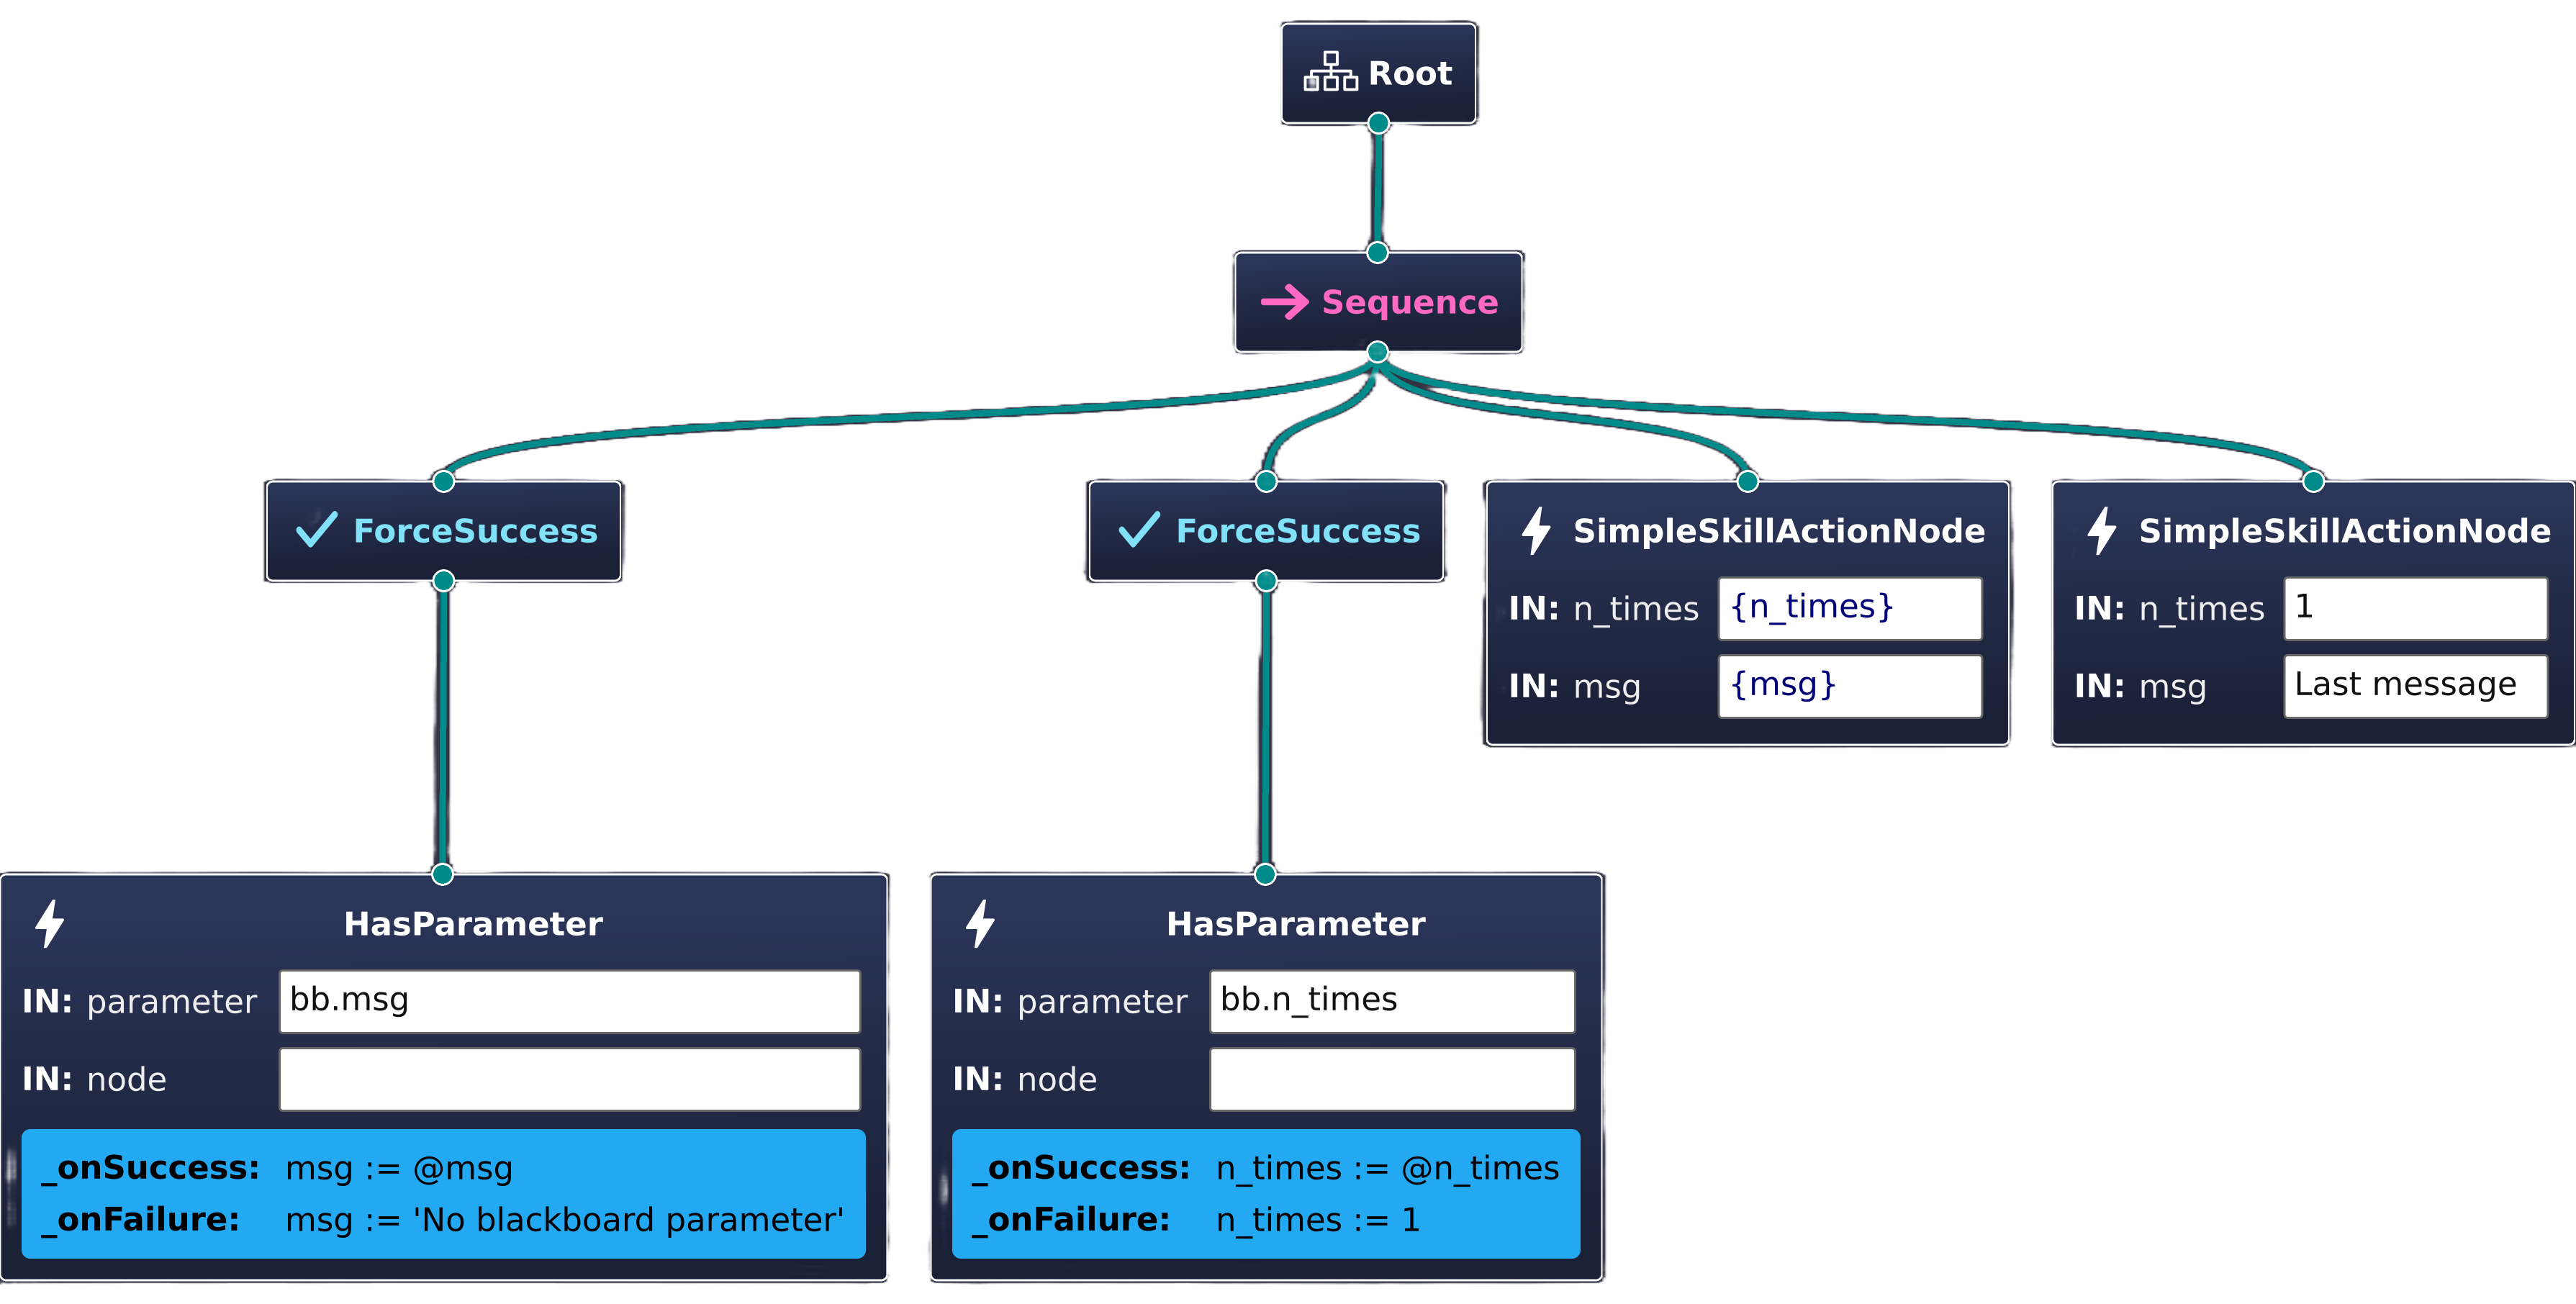 Root
Sequence
ForceSuccess
ForceSuccess
SimpleSkillActionNode
IN: n_times {n_times}
IN: msg {msg}
SimpleSkillActionNode
IN: n_times 1
IN: msg Last message
HasParameter
IN: parameter bb.msg
IN: node
_onSuccess: msg := @msg
_onFailure: msg := 'No blackboard parameter'
HasParameter
IN: parameter bb.n_times
IN: node
_onSuccess: n_times := @n_times
_onFailure: n_times := 1